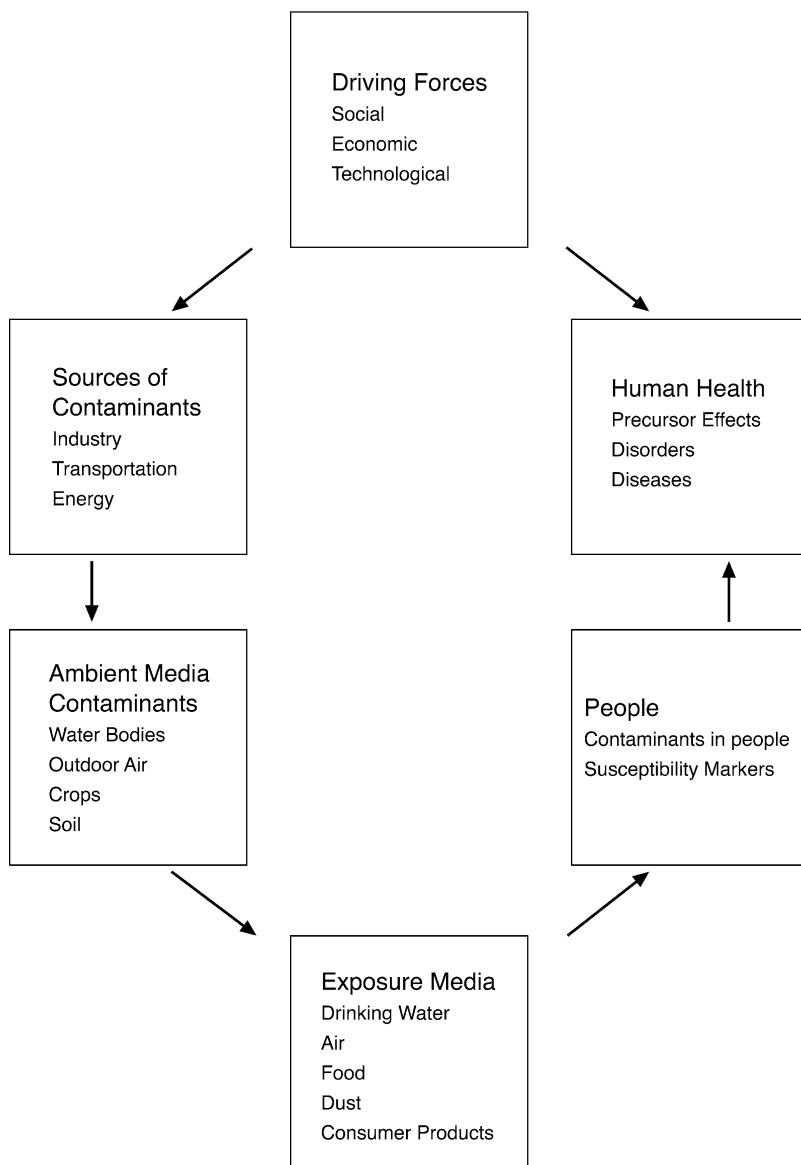 Driving Forces
Social
Economic
Technological
Sources of
Contaminants
Industry
Transportation
Energy
Human Health
Precursor Effects
Disorders
Diseases
Ambient Media
Contaminants
Water Bodies
Outdoor Air
Crops
Soil
People
Contaminants in people
Susceptibility Markers
Exposure Media
Drinking Water
Air
Food
Dust
Consumer Products